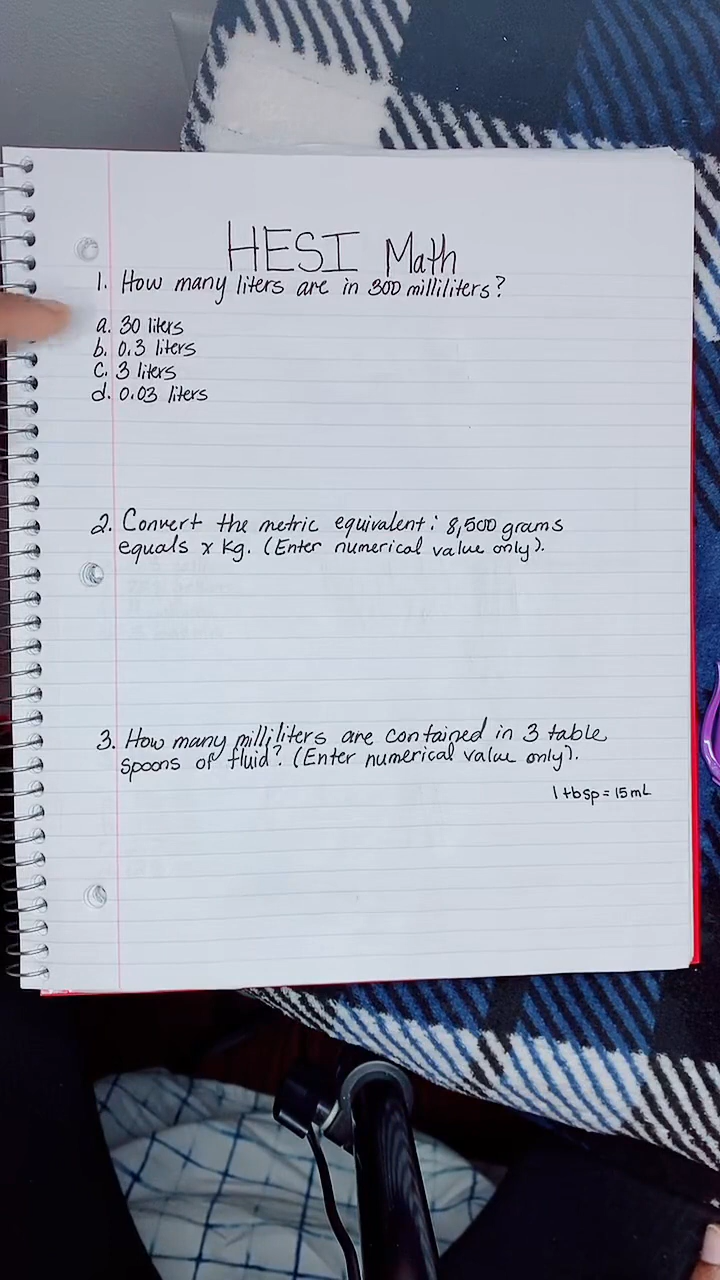 HESI Math
1. How many liters are in 300 milliliters?
a. 30 liters
b. 0.3 liters
c. 3 liters
d. 0.03 liters
2. Convert the metric equivalent: 8,500 grams
equals x kg. (Enter numerical value only).
3. How many milliliters are contained in 3 table
spoons of fluid? (Enter numerical value only).
1 tbsp = 15 mL